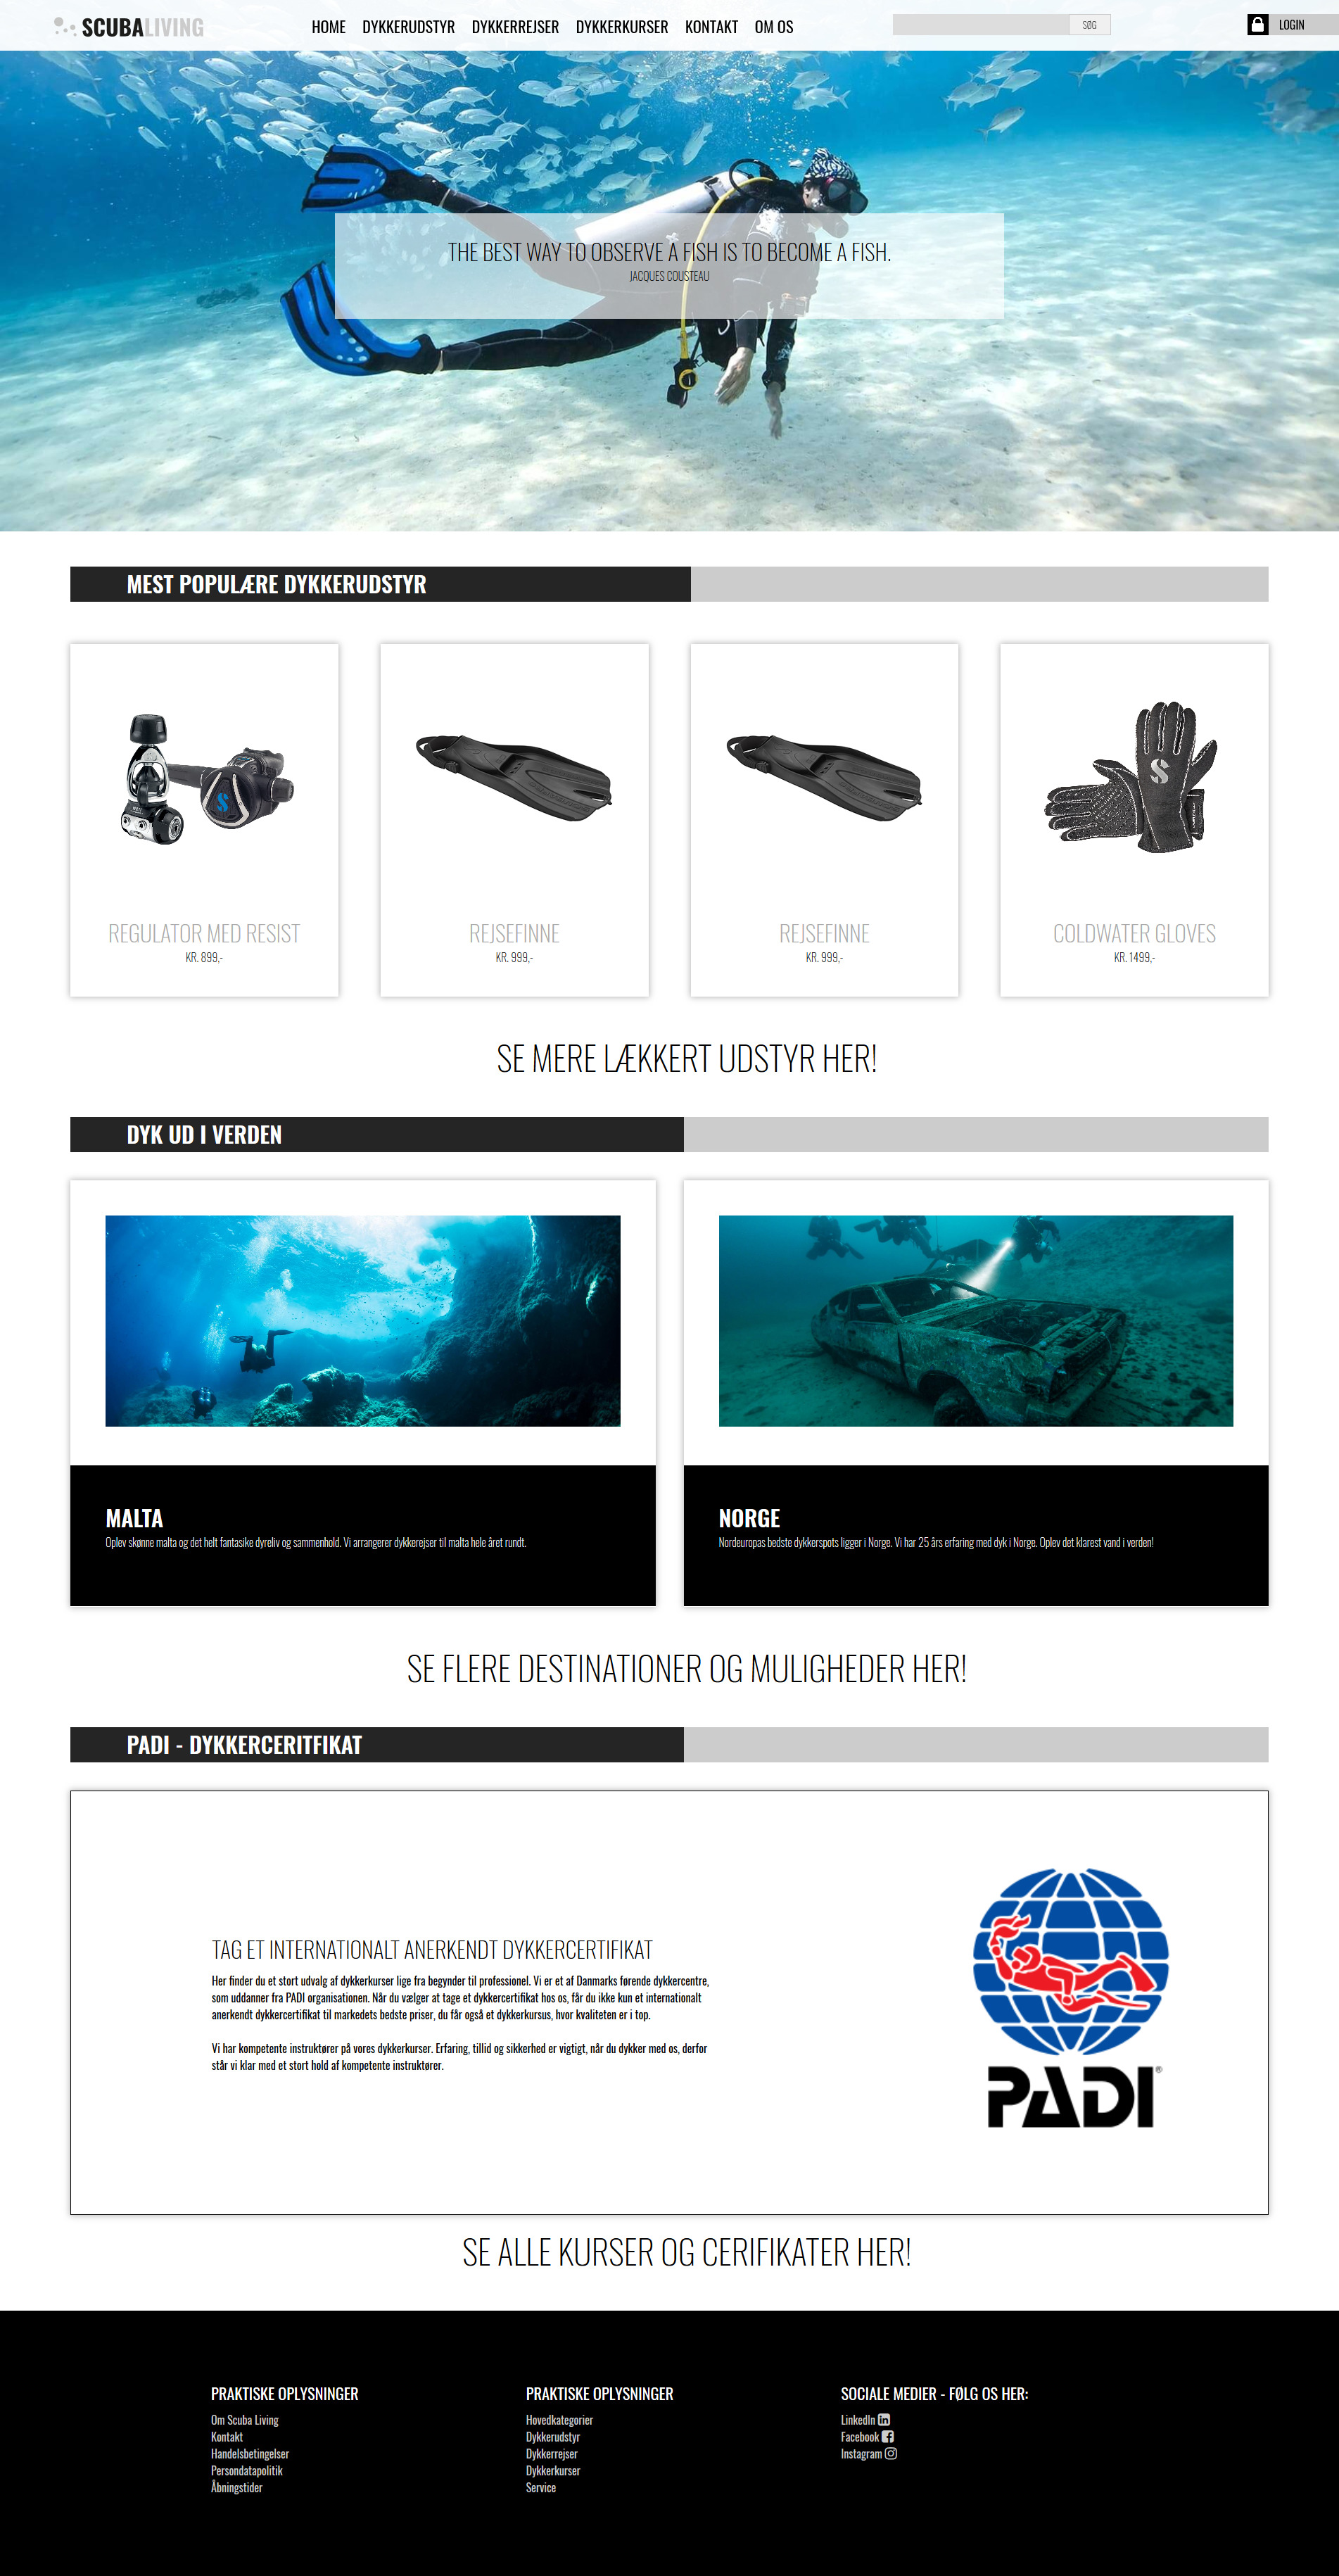 SCUBALIVING
HOME DYKKERUDSTYR DYKKERREJSER DYKKERKURSER KONTAKT OM OS
SØG
LOGIN
THE BEST WAY TO OBSERVE A FISH IS TO BECOME A FISH.
JACQUES COUSTEAU
MEST POPULÆRE DYKKERUDSTYR
REGULATOR MED RESIST
KR. 899,-
REJSEFINNE
KR. 999,-
REJSEFINNE
KR. 999,-
COLDWATER GLOVES
KR. 1499,-
SE MERE LÆKKERT UDSTYR HER!
DYK UD I VERDEN
MALTA
Oplev skønne malta og det helt fantasike dyreliv og sammenhold. Vi arrangerer dykkerejser til malta hele året rundt.
NORGE
Nordeuropas bedste dykkerspots ligger i Norge. Vi har 25 års erfaring med dyk i Norge. Oplev det klarest vand i verden!
SE FLERE DESTINATIONER OG MULIGHEDER HER!
PADI - DYKKERCERITFIKAT
TAG ET INTERNATIONALT ANERKENDT DYKKERCERTIFIKAT
Her finder du et stort udvalg af dykkerkurser lige fra begynder til professionel. Vi er et af Danmarks førende dykkercentre,
som uddanner fra PADI organisationen. Når du vælger at tage et dykkercertifikat hos os, får du ikke kun et internationalt
anerkendt dykkercertifikat til markedets bedste priser, du får også et dykkerkursus, hvor kvaliteten er i top.
Vi har kompetente instruktører på vores dykkerkurser. Erfaring, tillid og sikkerhed er vigtigt, når du dykker med os, derfor
står vi klar med et stort hold af kompetente instruktører.
PADI®
SE ALLE KURSER OG CERIFIKATER HER!
PRAKTISKE OPLYSNINGER
Om Scuba Living
Kontakt
Handelsbetingelser
Persondatapolitik
Åbningstider
PRAKTISKE OPLYSNINGER
Hovedkategorier
Dykkerudstyr
Dykkerrejser
Dykkerkurser
Service
SOCIALE MEDIER - FØLG OS HER:
LinkedIn
Facebook
Instagram